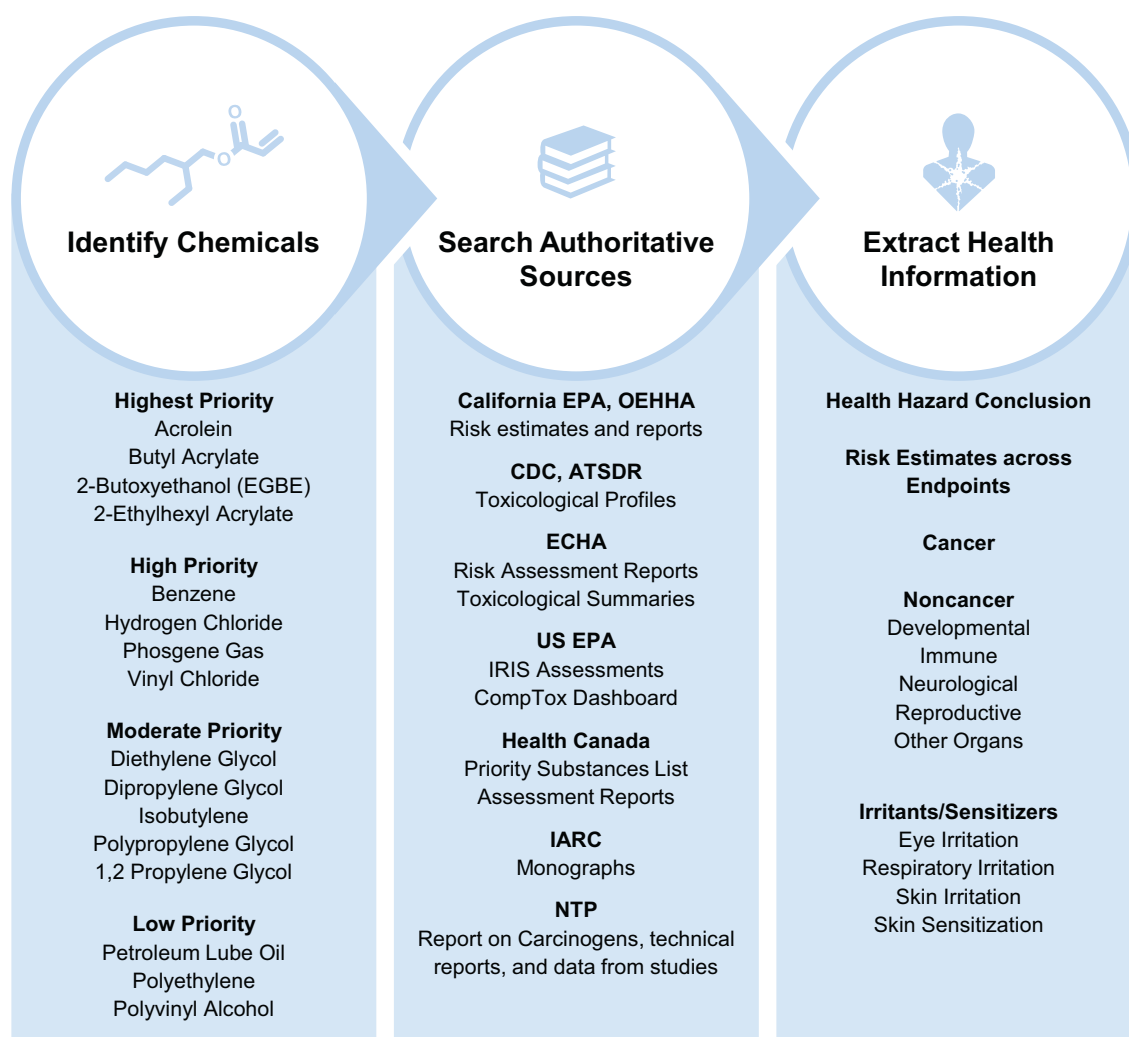 O
O
Identify Chemicals
Highest Priority
Acrolein
Butyl Acrylate
2-Butoxyethanol (EGBE)
2-Ethylhexyl Acrylate
High Priority
Benzene
Hydrogen Chloride
Phosgene Gas
Vinyl Chloride
Moderate Priority
Diethylene Glycol
Dipropylene Glycol
Isobutylene
Polypropylene Glycol
1,2 Propylene Glycol
Low Priority
Petroleum Lube Oil
Polyethylene
Polyvinyl Alcohol
Search Authoritative
Sources
California EPA, OEHHA
Risk estimates and reports
CDC, ATSDR
Toxicological Profiles
ECHA
Risk Assessment Reports
Toxicological Summaries
US EPA
IRIS Assessments
CompTox Dashboard
Health Canada
Priority Substances List
Assessment Reports
IARC
Monographs
NTP
Report on Carcinogens, technical
reports, and data from studies
Extract Health
Information
Health Hazard Conclusion
Risk Estimates across
Endpoints
Cancer
Noncancer
Developmental
Immune
Neurological
Reproductive
Other Organs
Irritants/Sensitizers
Eye Irritation
Respiratory Irritation
Skin Irritation
Skin Sensitization